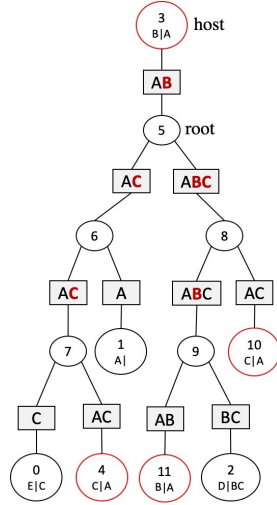 3 host
B|A
AB
5 root
AC ABC
6 8
AC A ABC AC
7 1 9 10
A| C|A
C AC AB BC
0 4 11 2
E|C C|A B|A D|BC